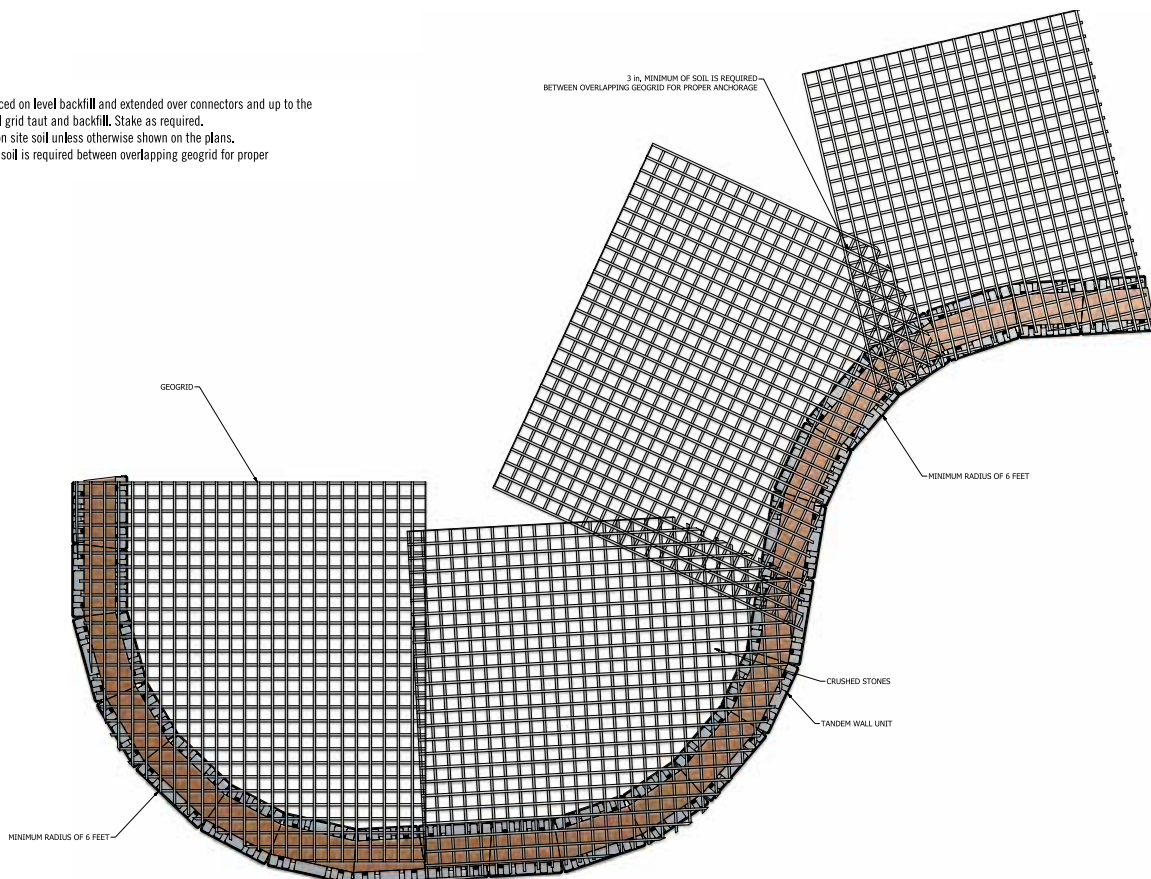 ced on level backfill and extended over connectors and up to the
d grid taut and backfill. Stake as required.
on site soil unless otherwise shown on the plans.
soil is required between overlapping geogrid for proper
3 in. MINIMUM OF SOIL IS REQUIRED
BETWEEN OVERLAPPING GEOGRID FOR PROPER ANCHORAGE
GEOGRID
MINIMUM RADIUS OF 6 FEET
CRUSHED STONES
TANDEM WALL UNIT
MINIMUM RADIUS OF 6 FEET